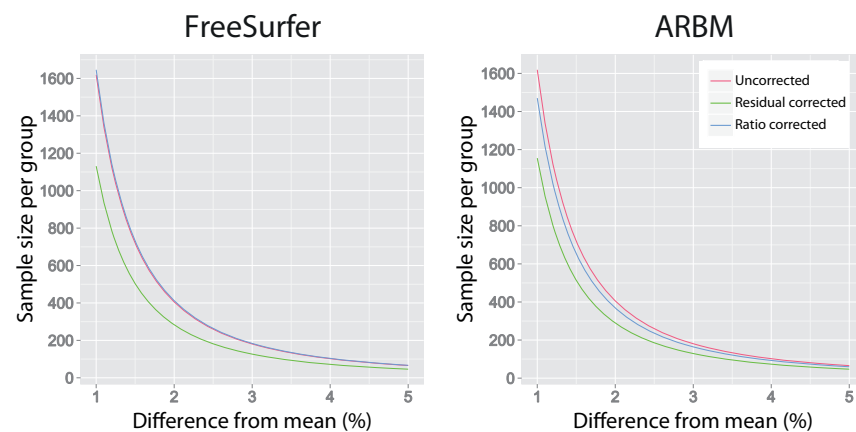 FreeSurfer
Sample size per group
1600
1400
1200
1000
800
600
400
200
0
1 2 3 4 5
Difference from mean (%)
ARBM
Sample size per group
1600
1400
1200
1000
800
600
400
200
0
1 2 3 4 5
Difference from mean (%)
Uncorrected
Residual corrected
Ratio corrected